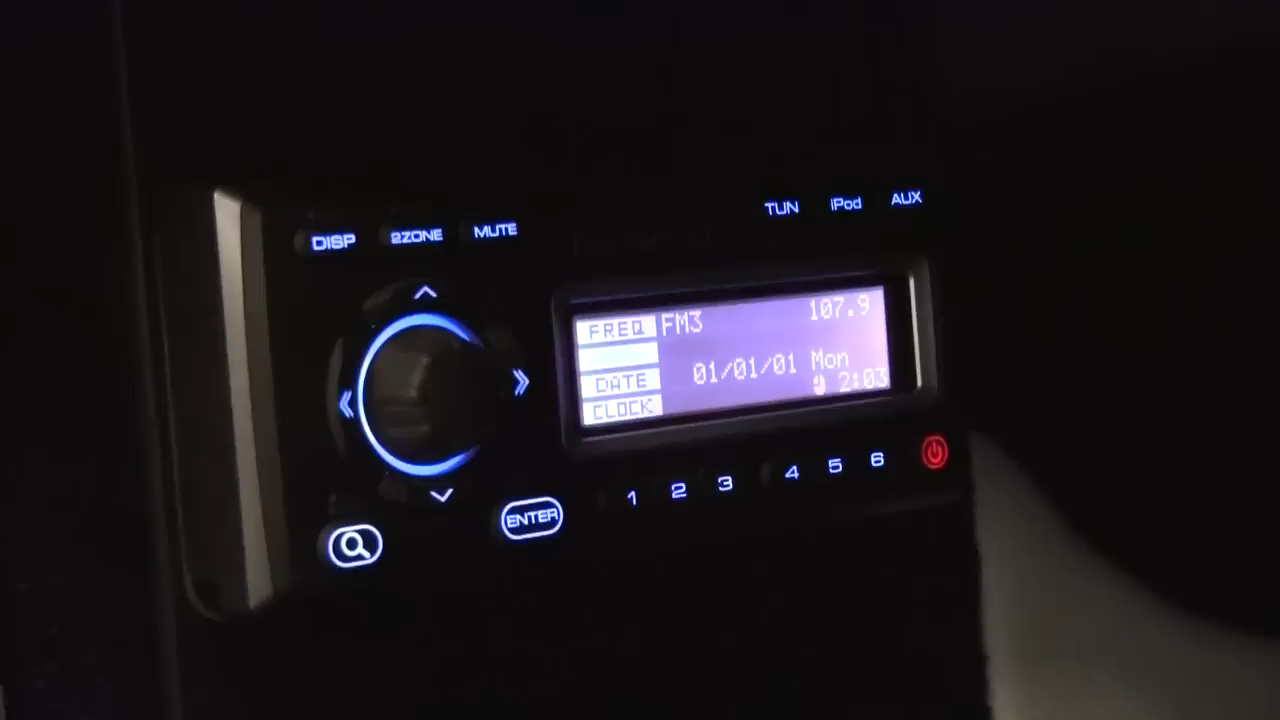 DISP 2ZONE MUTE TUN iPod AUX
FREQ FM3 107.9
DATE 01/01/01 Mon
CLOCK 2:03
1 2 3 4 5 6
ENTER